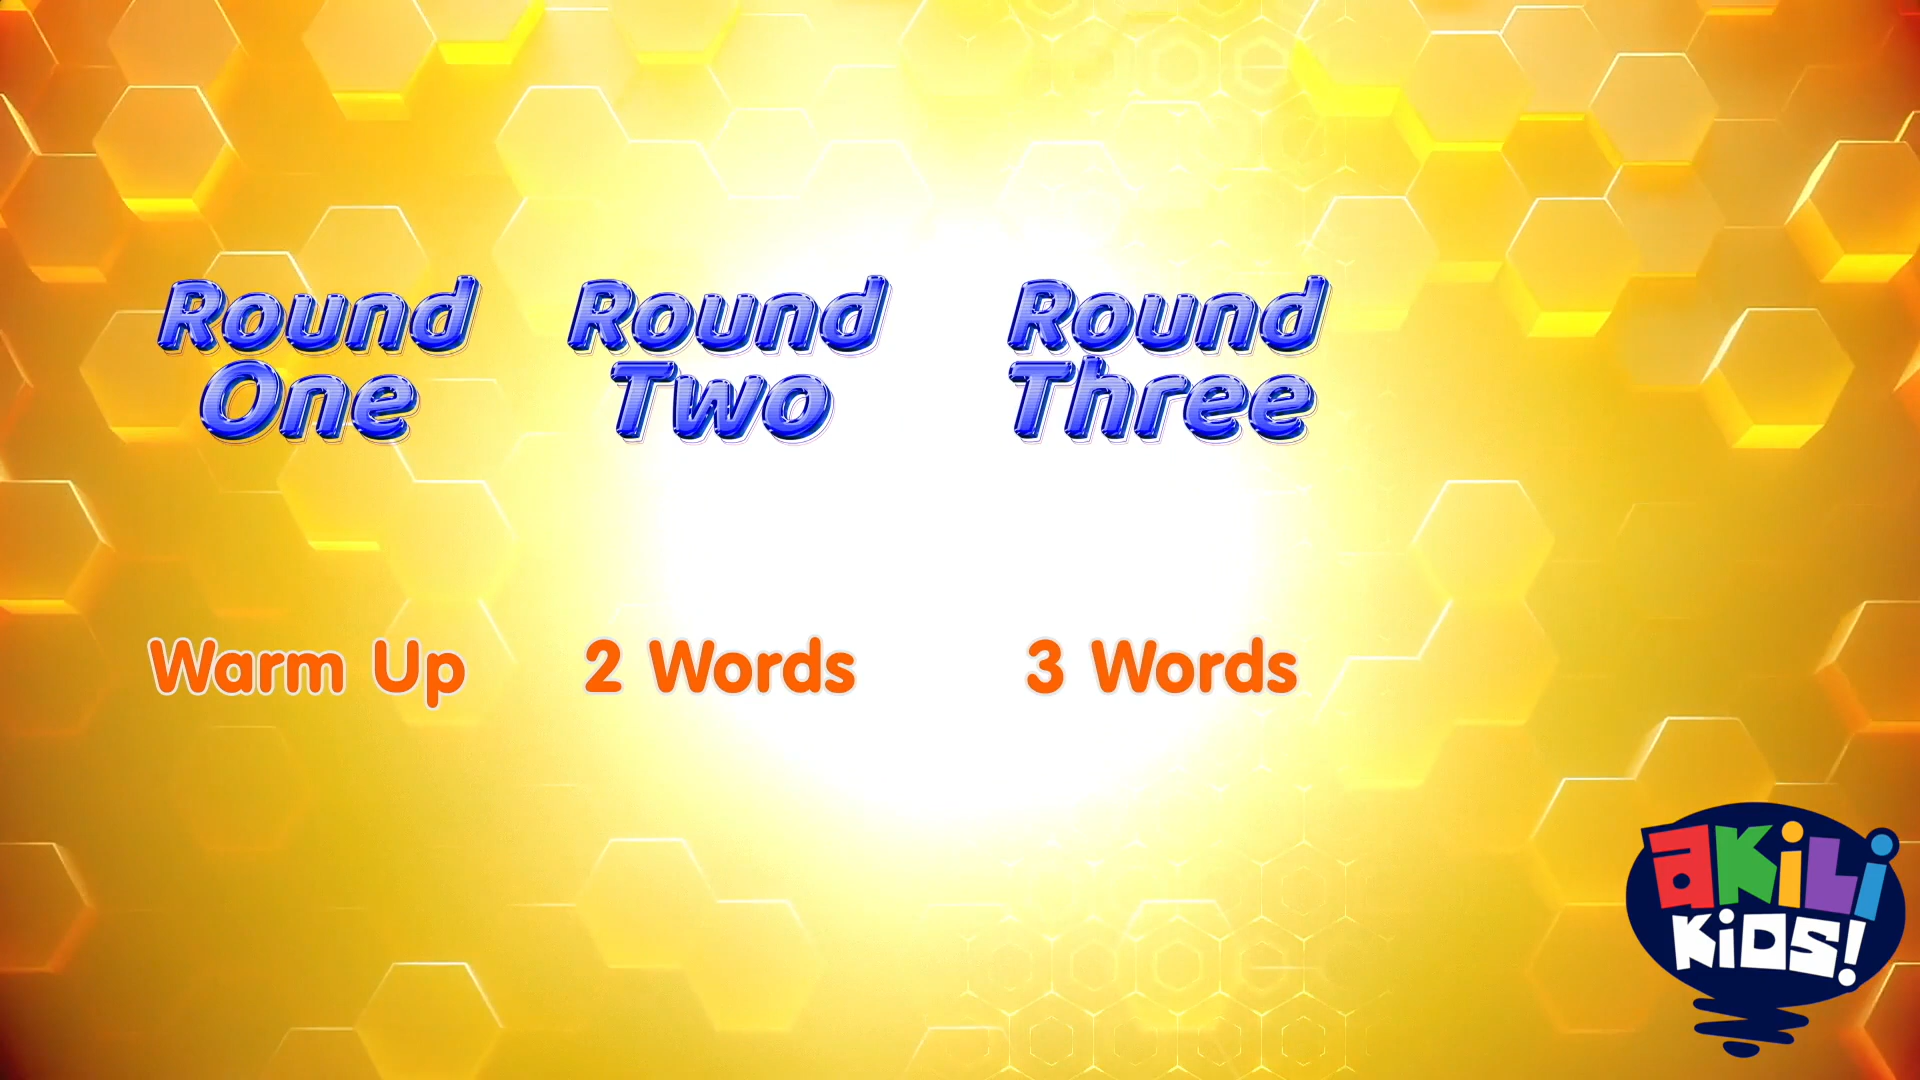 Round
One
Round
Two
Round
Three
Warm Up
2 Words
3 Words
AKiLi
KiDS!